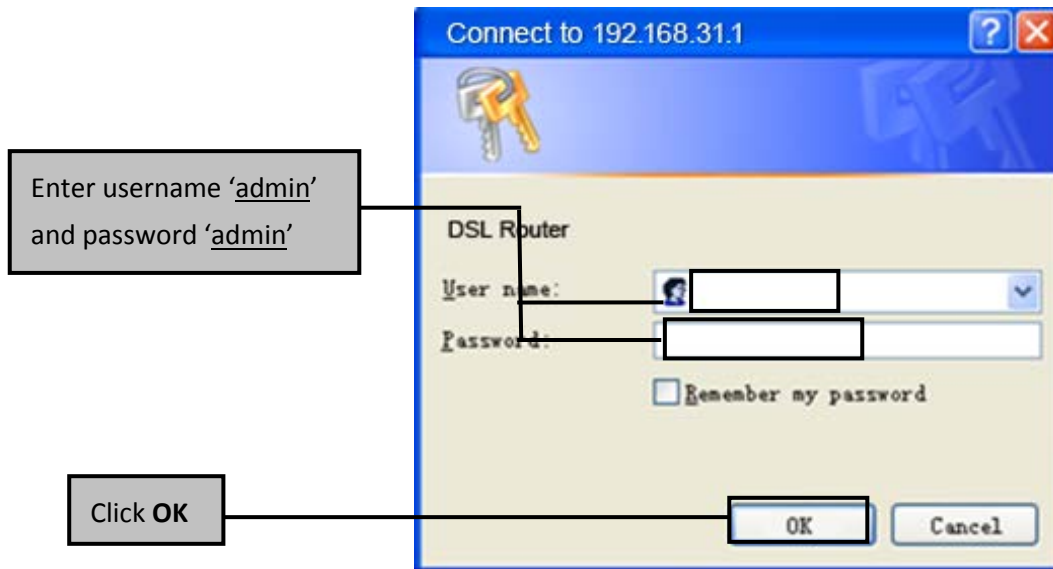 Connect to 192.168.31.1
Enter username ‘admin’
and password ‘admin’
DSL Router
User name:
Password:
Remember my password
Click OK
OK
Cancel